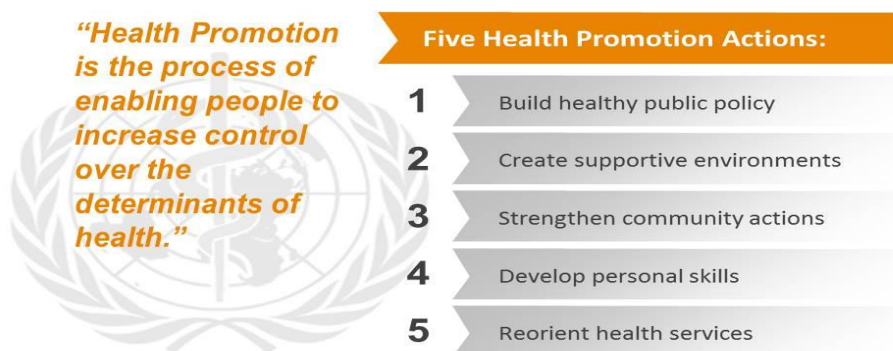 “Health Promotion
is the process of
enabling people to
increase control
over the
determinants of
health.”
Five Health Promotion Actions:
1 Build healthy public policy
2 Create supportive environments
3 Strengthen community actions
4 Develop personal skills
5 Reorient health services